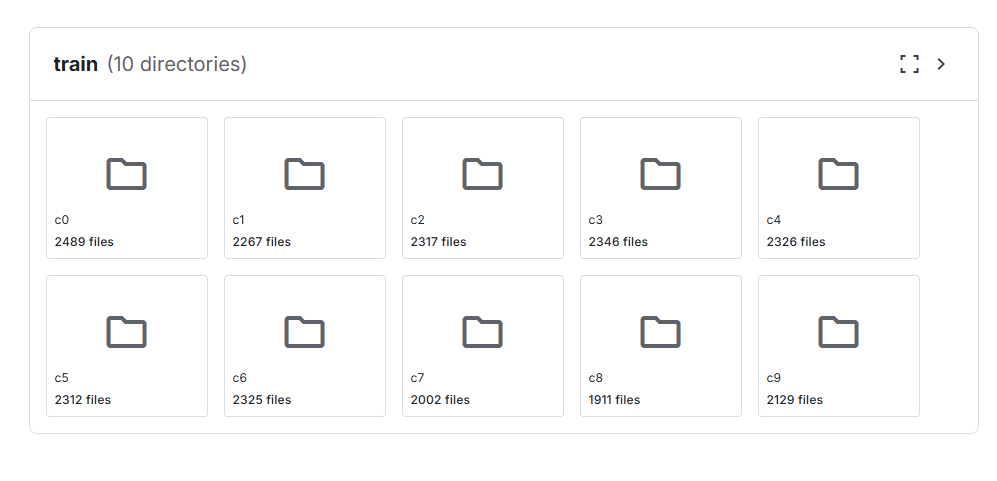 train (10 directories)
c0 c1 c2 c3 c4
2489 files 2267 files 2317 files 2346 files 2326 files
c5 c6 c7 c8 c9
2312 files 2325 files 2002 files 1911 files 2129 files